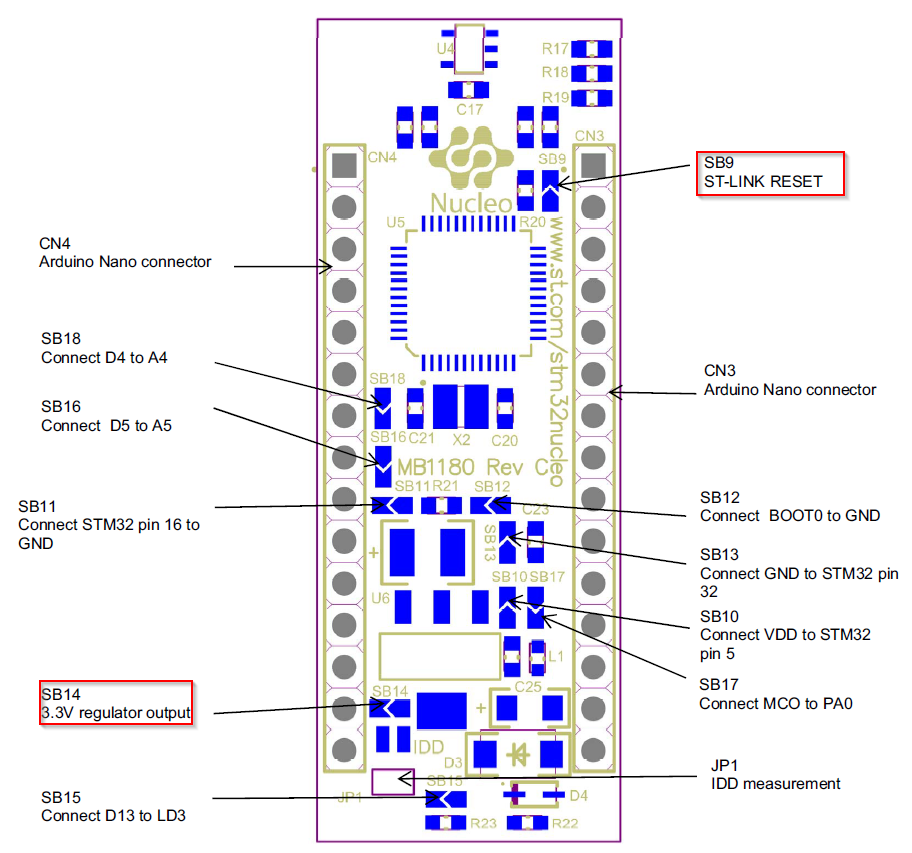 U4
R17
R18
R19
C17
CN3
CN4
SB9
SB9
ST-LINK RESET
Nucleo
U5
R20
www.st.com/stm32nucleo
CN4
Arduino Nano connector
SB18
Connect D4 to A4
CN3
Arduino Nano connector
SB18
SB16
Connect  D5 to A5
SB16
C21
X2
C20
MB1180 Rev C
SB11
R21
SB12
SB11
Connect STM32 pin 16 to
GND
SB12
Connect  BOOT0 to GND
C23
SB13
+
SB13
Connect GND to STM32 pin
32
SB10
SB17
U6
SB10
Connect VDD to STM32
pin 5
L1
SB17
Connect MCO to PA0
SB14
3.3V regulator output
SB14
C25
+
IDD
D3
JP1
IDD measurement
JP1
SB15
D4
SB15
Connect D13 to LD3
R23
R22